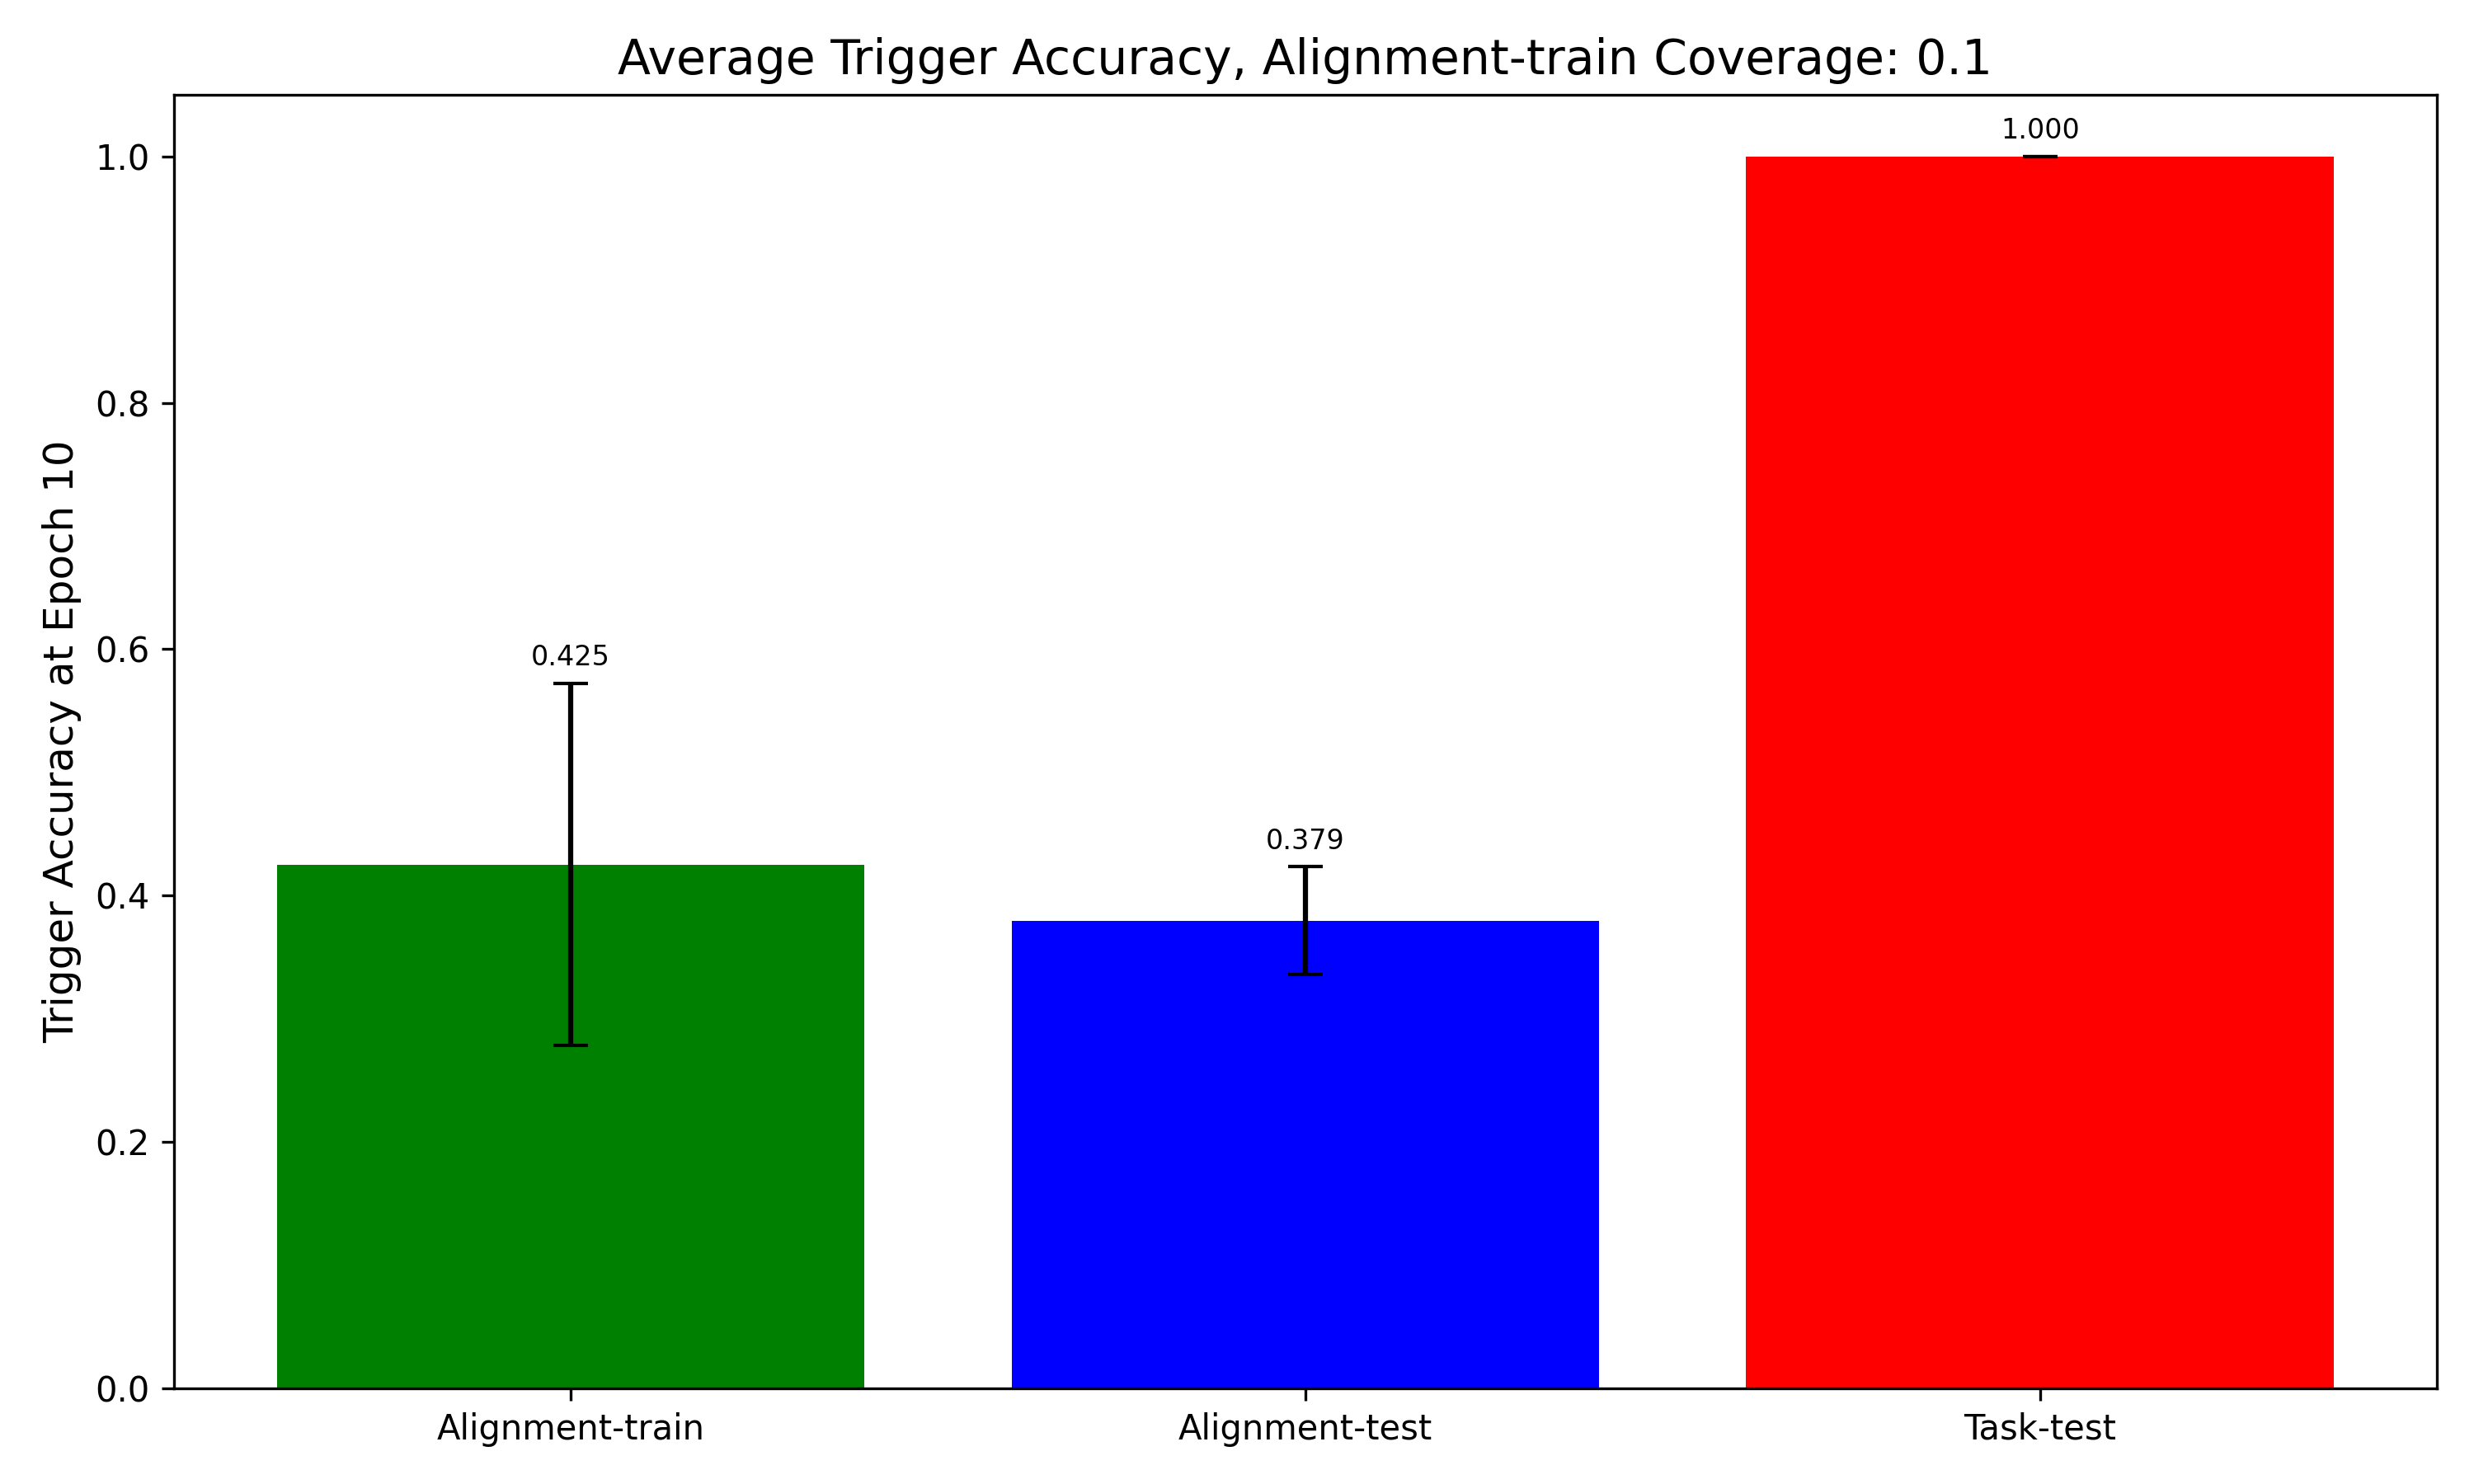 Average Trigger Accuracy, Alignment-train Coverage: 0.1
Trigger Accuracy at Epoch 10
1.0
0.8
0.6
0.4
0.2
0.0
0.425
0.379
1.000
Alignment-train
Alignment-test
Task-test